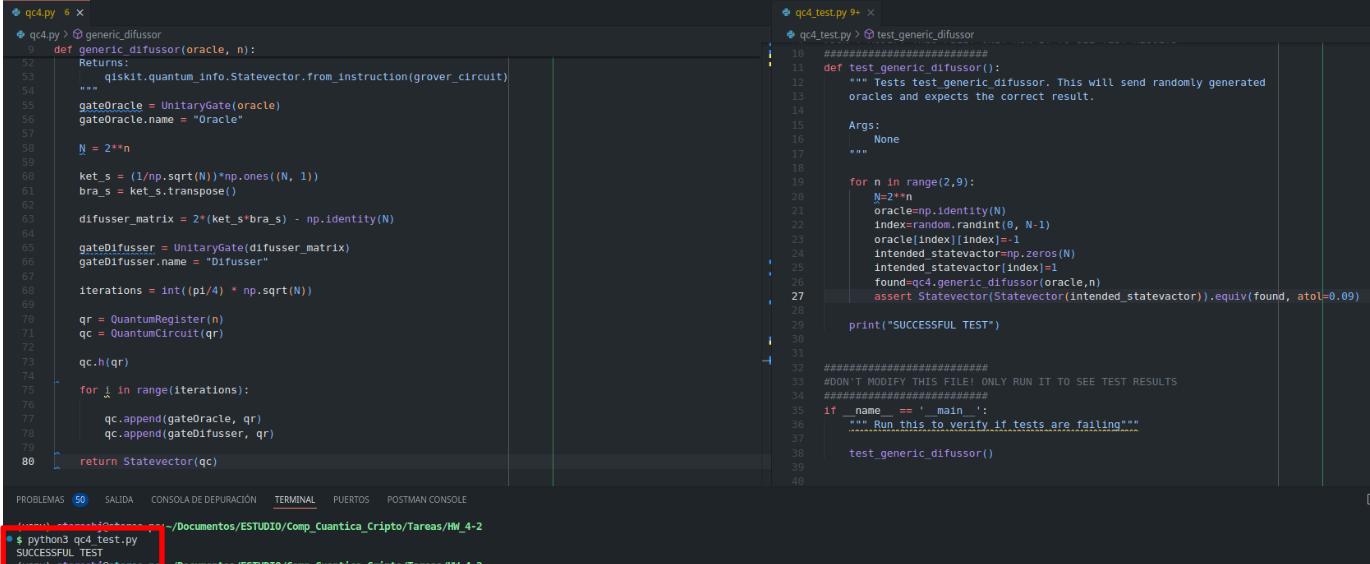 qc4.py 6 ×
qc4.py > generic_difussor
9 def generic_difussor(oracle, n):
52 Returns:
53 qiskit.quantum_info.Statevector.from_instruction(grover_circuit)
54 """
55 gateOracle = UnitaryGate(oracle)
56 gateOracle.name = "Oracle"
57
58 N = 2**n
59
60 ket_s = (1/np.sqrt(N))*np.ones((N, 1))
61 bra_s = ket_s.transpose()
62
63 difusser_matrix = 2*(ket_s*bra_s) - np.identity(N)
64
65 gateDifusser = UnitaryGate(difusser_matrix)
66 gateDifusser.name = "Difusser"
67
68 iterations = int((pi/4) * np.sqrt(N))
69
70 qr = QuantumRegister(n)
71 qc = QuantumCircuit(qr)
72
73 qc.h(qr)
74
75 for i in range(iterations):
76
77 qc.append(gateOracle, qr)
78 qc.append(gateDifusser, qr)
79
80 return Statevector(qc)
qc4_test.py 9+ ×
qc4_test.py > test_generic_difussor
10 ##########################
11 def test_generic_difussor():
12 """ Tests test_generic_difussor. This will send randomly generated
13 oracles and expects the correct result.
14
15 Args:
16 None
17 """
18
19 for n in range(2,9):
20 N=2**n
21 oracle=np.identity(N)
22 index=random.randint(0, N-1)
23 oracle[index][index]=-1
24 intended_statevactor=np.zeros(N)
25 intended_statevactor[index]=1
26 found=qc4.generic_difussor(oracle,n)
27 assert Statevector(Statevector(intended_statevactor)).equiv(found, atol=0.09)
28
29 print("SUCCESSFUL TEST")
30
31
32 ##########################
33 #DON'T MODIFY THIS FILE! ONLY RUN IT TO SEE TEST RESULTS
34 ##########################
35 if __name__ == '__main__':
36 """ Run this to verify if tests are failing"""
37
38 test_generic_difussor()
39
40
PROBLEMAS 50 SALIDA CONSOLA DE DEPURACIÓN TERMINAL PUERTOS POSTMAN CONSOLE
:~/Documentos/ESTUDIO/Comp_Cuantica_Cripto/Tareas/HW_4-2
$ python3 qc4_test.py
SUCCESSFUL TEST